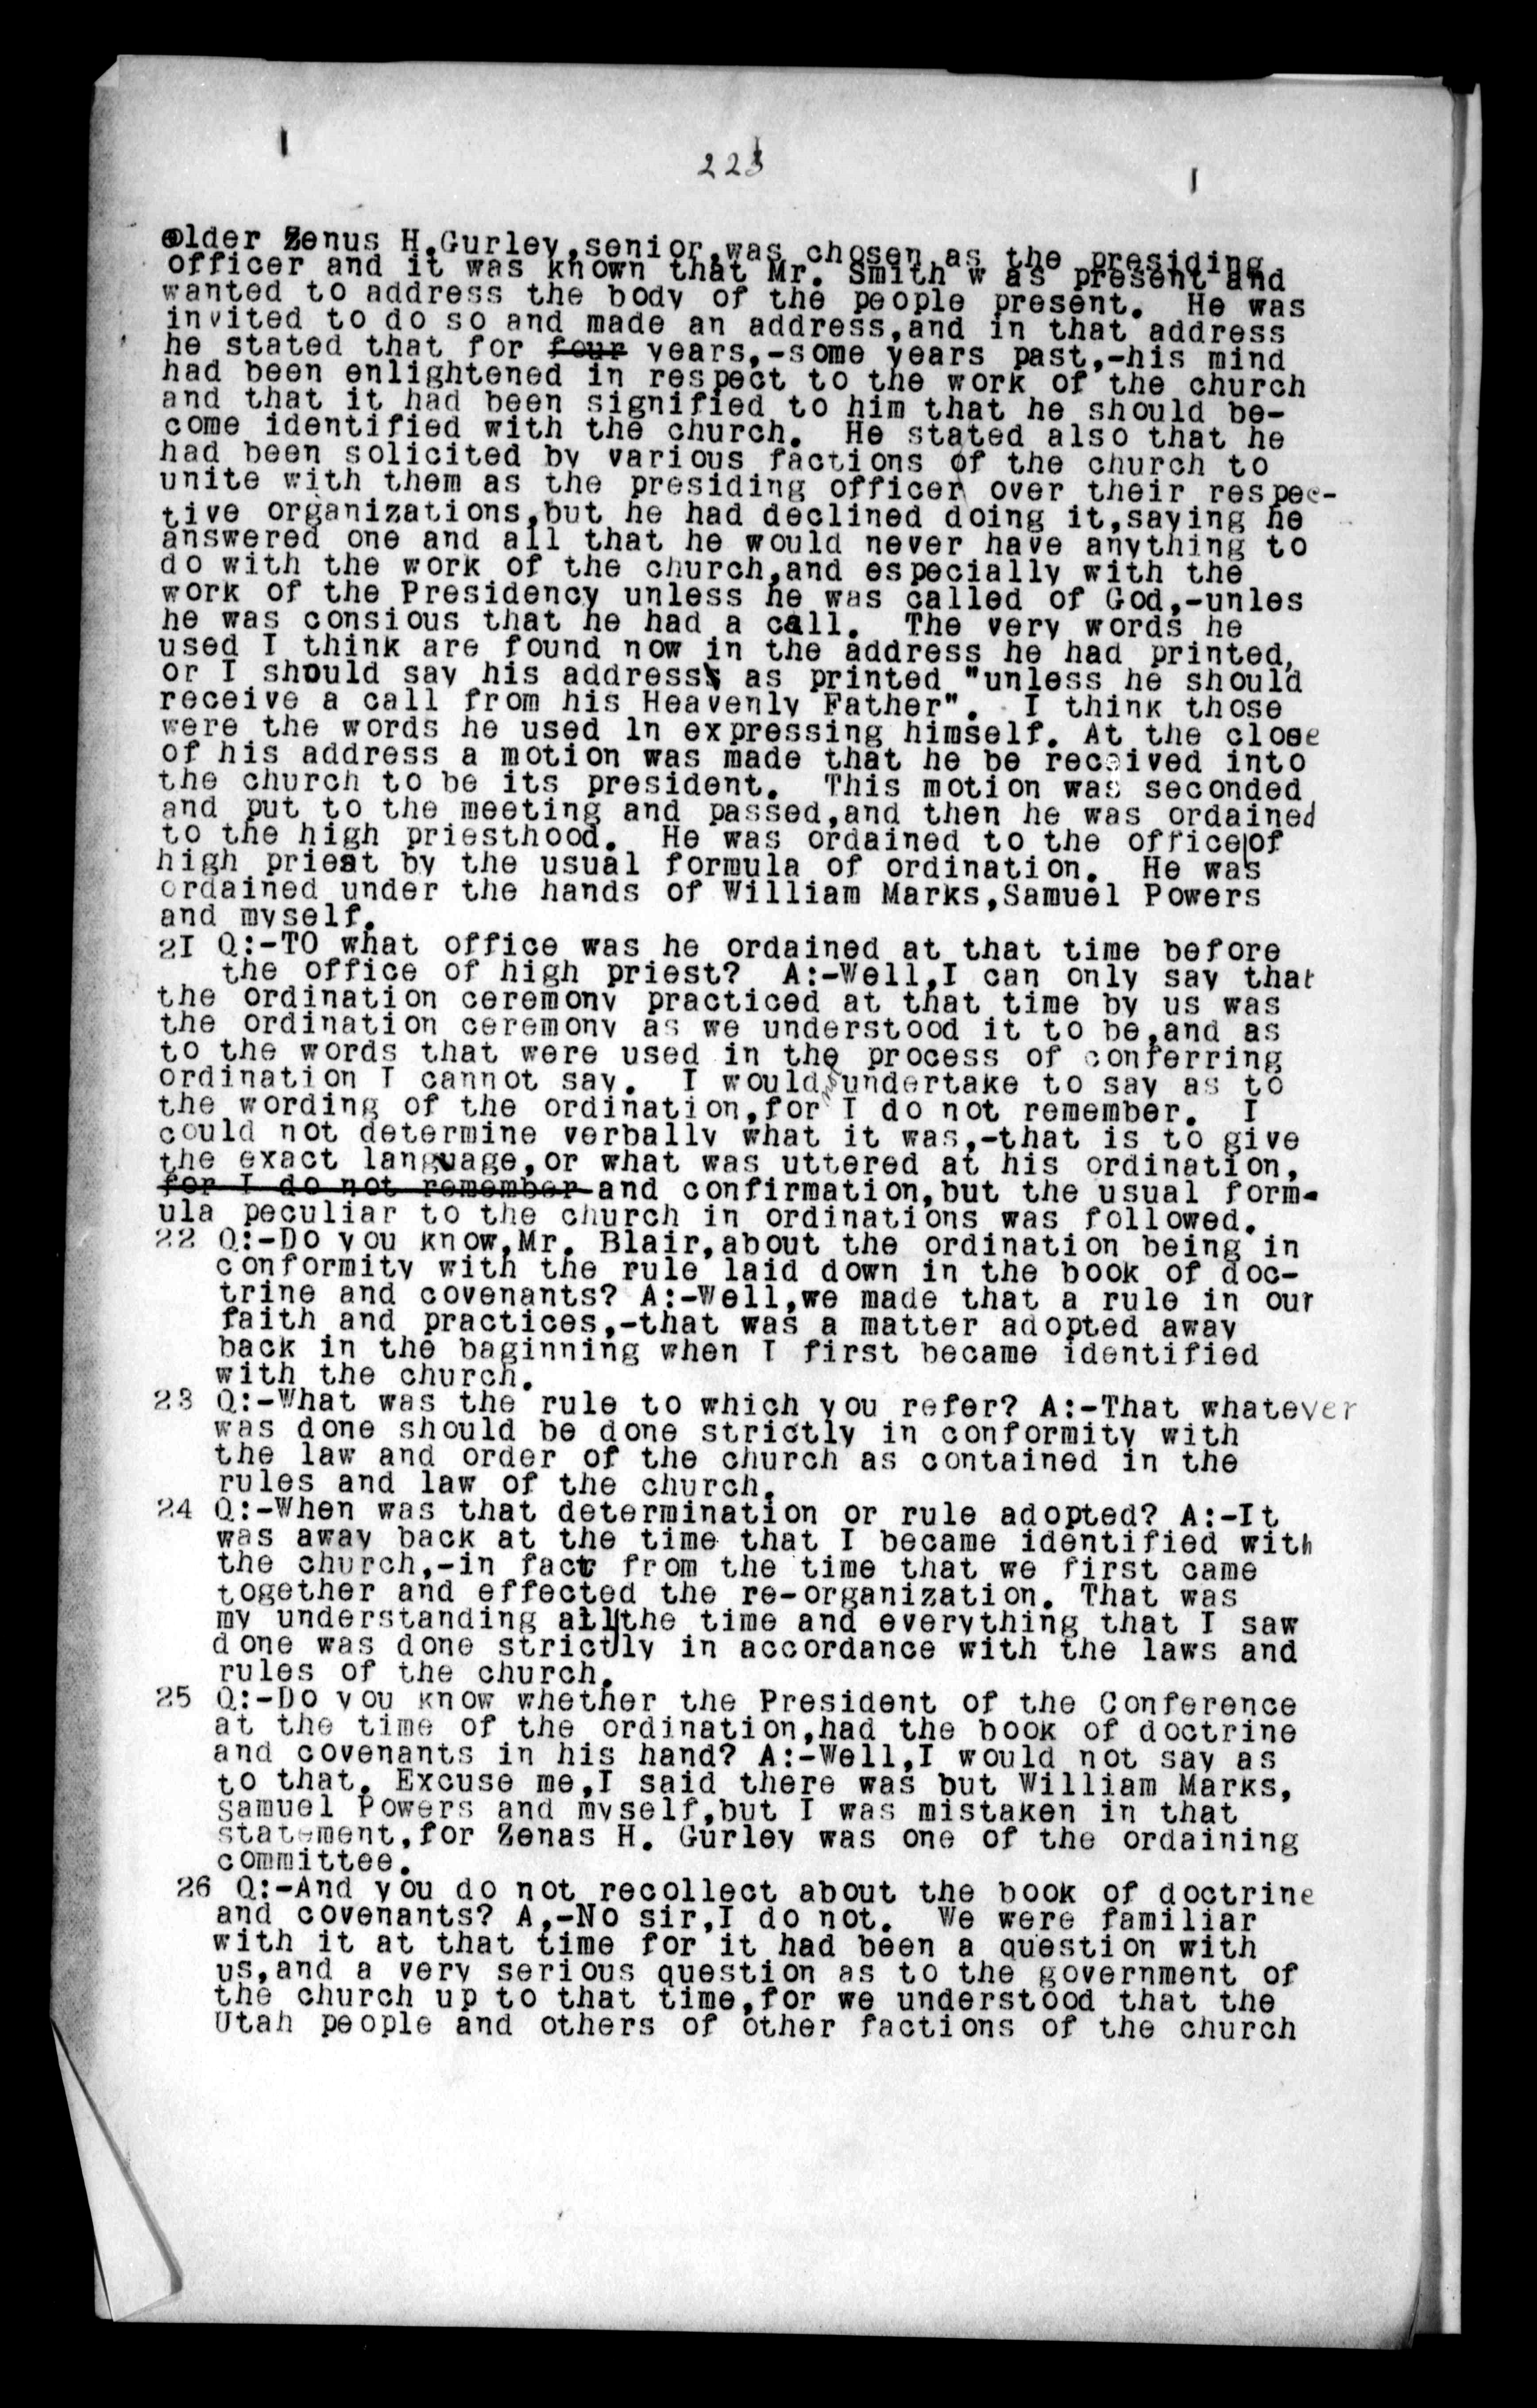 223
elder Zenus H.Gurley,senior,was chosen as the presiding
officer and it was known that Mr. Smith w as present and
wanted to address the body of the people present. He was
invited to do so and made an address,and in that address
he stated that for four years,-some years past,-his mind
had been enlightened in respect to the work of the church
and that it had been signified to him that he should be-
come identified with the church. He stated also that he
had been solicited by various factions of the church to
unite with them as the presiding officer over their respec-
tive organizations,but he had declined doing it,saying he
answered one and all that he would never have anything to
do with the work of the church,and especially with the
work of the Presidency unless he was called of God,-unles
he was consious that he had a call. The very words he
used I think are found now in the address he had printed,
or I should say his address as printed "unless he should
receive a call from his Heavenly Father". I think those
were the words he used in expressing himself. At the close
of his address a motion was made that he be received into
the church to be its president. This motion was seconded
and put to the meeting and passed,and then he was ordained
to the high priesthood. He was ordained to the office of
high priest by the usual formula of ordination. He was
ordained under the hands of William Marks,Samuel Powers
and myself.
21 Q:-TO what office was he ordained at that time before
the office of high priest? A:-Well,I can only say that
the ordination ceremony practiced at that time by us was
the ordination ceremony as we understood it to be,and as
to the words that were used in the process of conferring
ordination I cannot say. I would not undertake to say as to
the wording of the ordination,for I do not remember. I
could not determine verbally what it was,-that is to give
the exact language,or what was uttered at his ordination,
for I do not remember and confirmation,but the usual form-
ula peculiar to the church in ordinations was followed.
22 Q:-Do you know,Mr. Blair,about the ordination being in
conformity with the rule laid down in the book of doc-
trine and covenants? A:-Well,we made that a rule in our
faith and practices,-that was a matter adopted away
back in the baginning when I first became identified
with the church.
23 Q:-What was the rule to which you refer? A:-That whatever
was done should be done strictly in conformity with
the law and order of the church as contained in the
rules and law of the church.
24 Q:-When was that determination or rule adopted? A:-It
was away back at the time that I became identified with
the church,-in fact from the time that we first came
together and effected the re-organization. That was
my understanding all the time and everything that I saw
done was done strictly in accordance with the laws and
rules of the church.
25 Q:-Do you know whether the President of the Conference
at the time of the ordination,had the book of doctrine
and covenants in his hand? A:-Well,I would not say as
to that. Excuse me,I said there was but William Marks,
Samuel Powers and myself,but I was mistaken in that
statement,for Zenas H. Gurley was one of the ordaining
committee.
26 Q:-And you do not recollect about the book of doctrine
and covenants? A,-No sir,I do not. We were familiar
with it at that time for it had been a question with
us,and a very serious question as to the government of
the church up to that time,for we understood that the
Utah people and others of other factions of the church